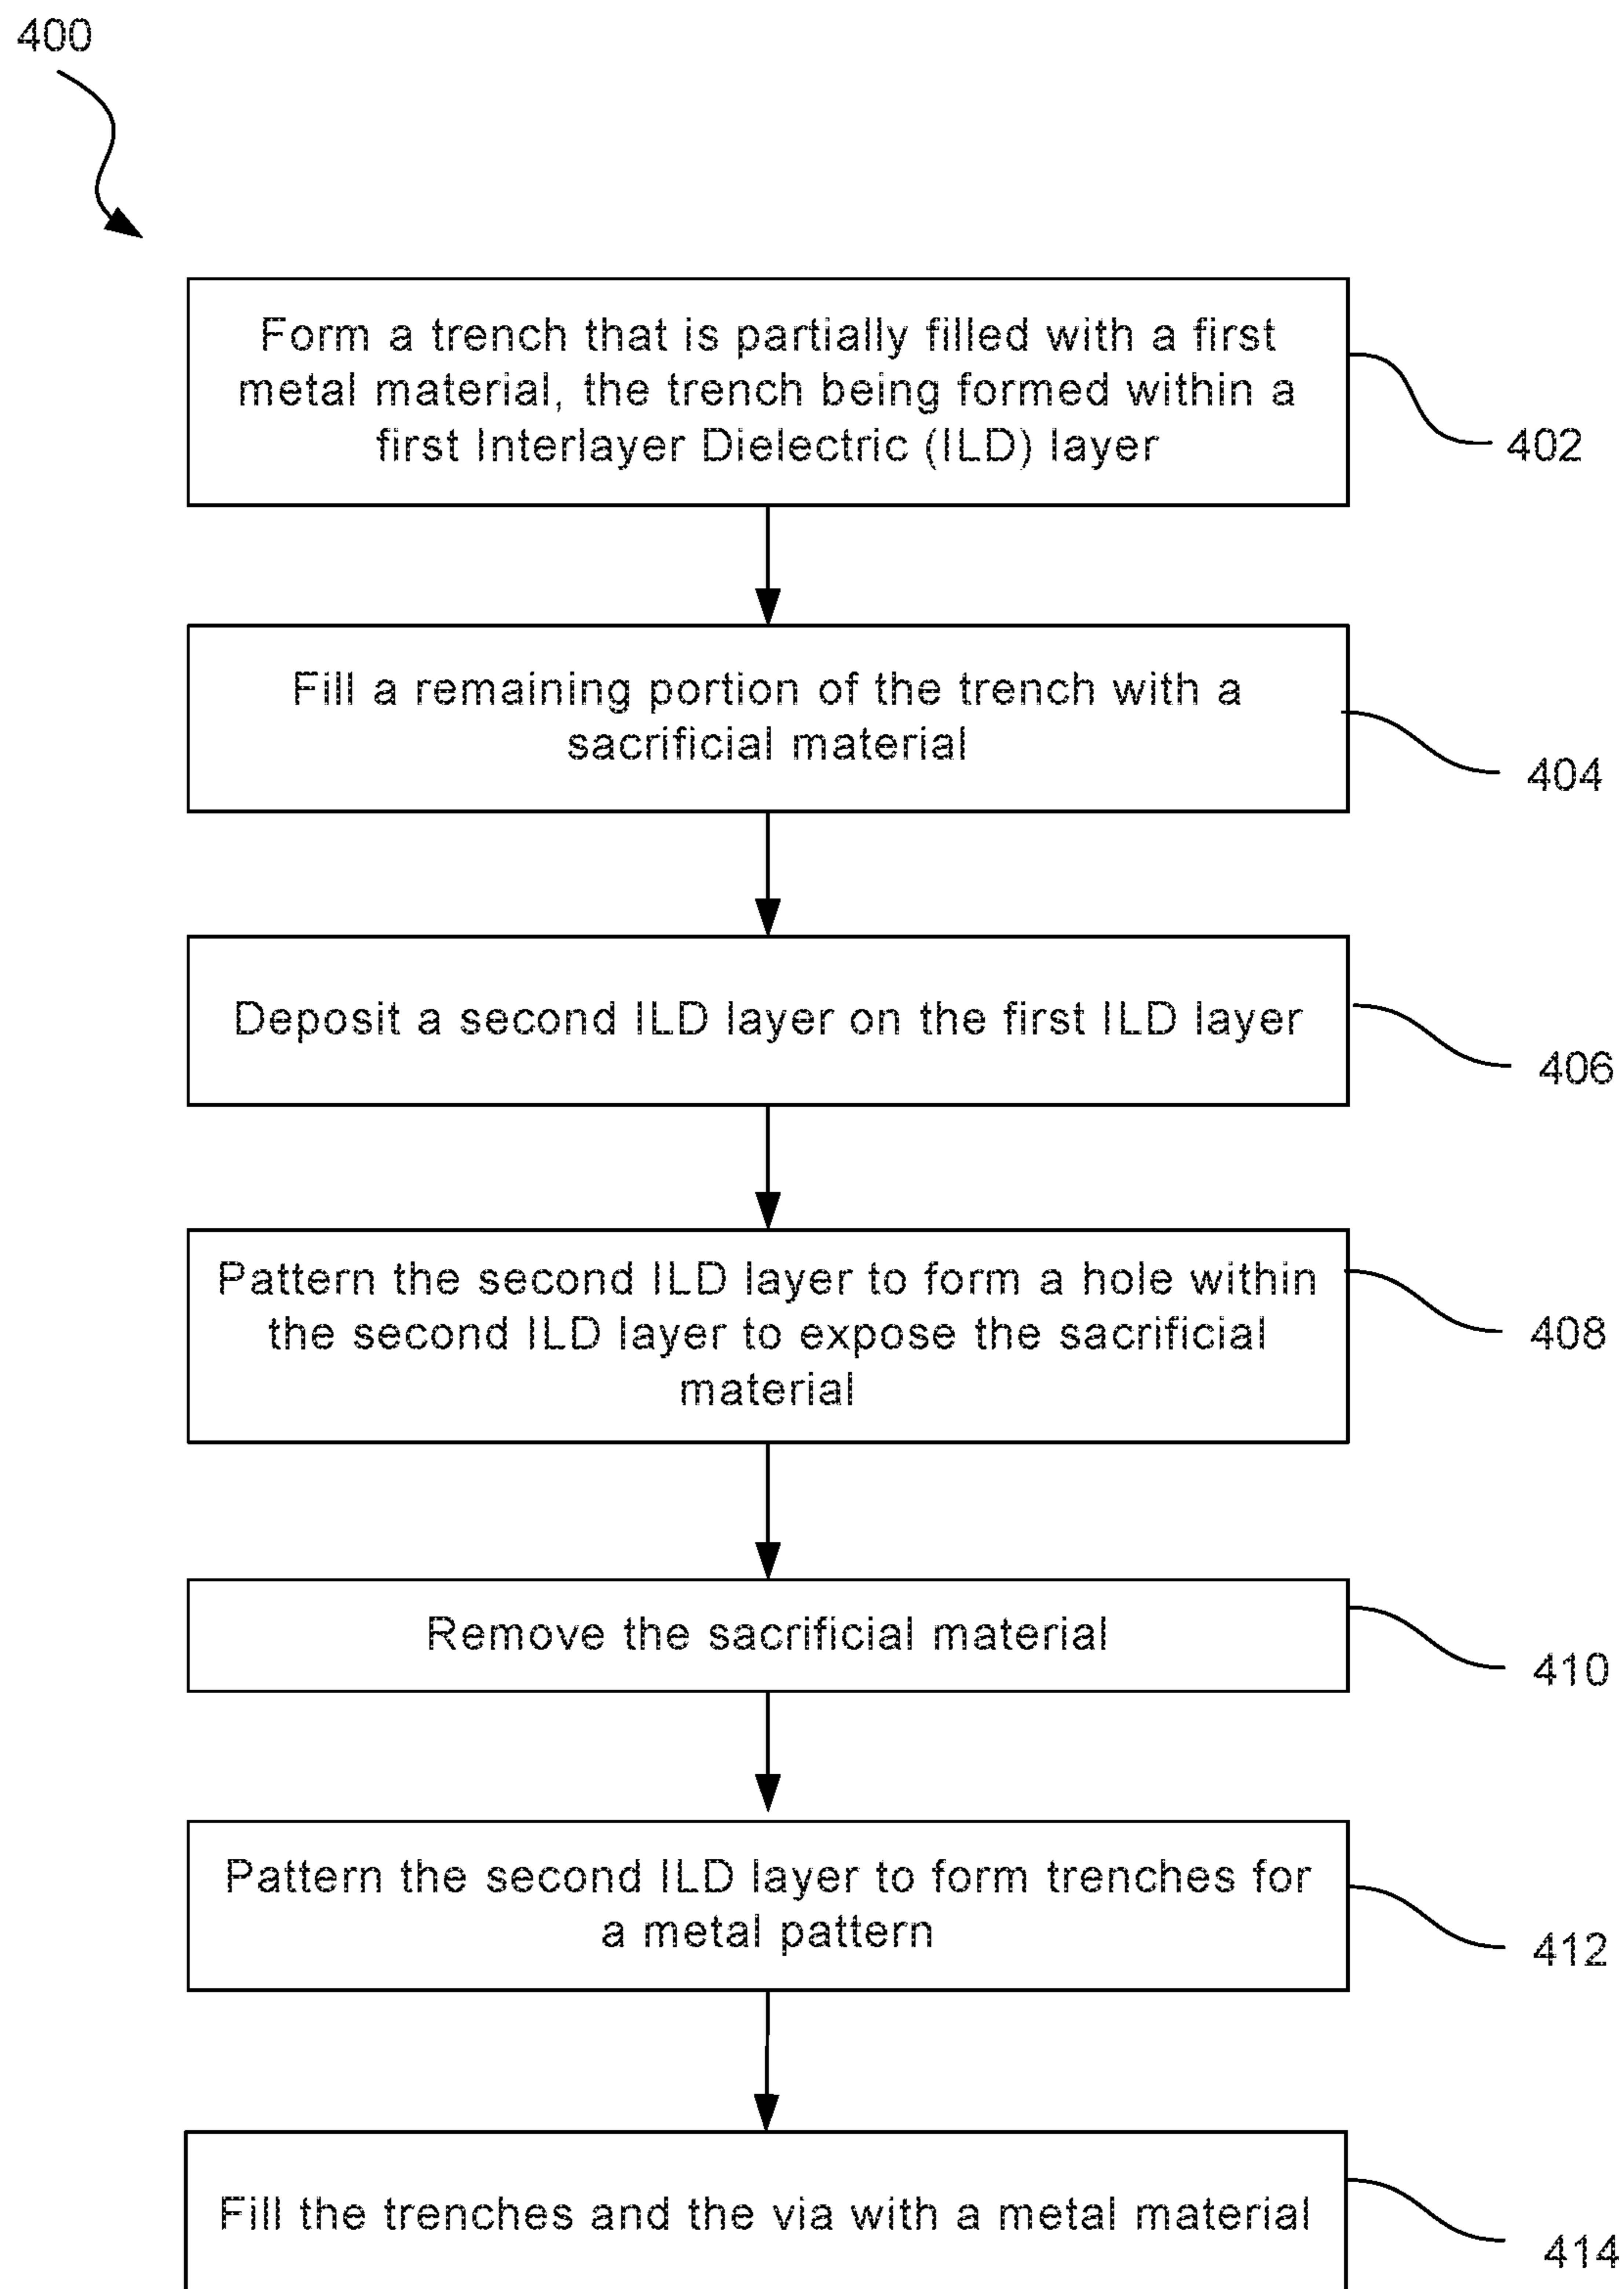 400
Form a trench that is partially filled with a first
metal material, the trench being formed within a
first Interlayer Dielectric (ILD) layer
402
Fill a remaining portion of the trench with a
sacrificial material
404
Deposit a second ILD layer on the first ILD layer
406
Pattern the second ILD layer to form a hole within
the second ILD layer to expose the sacrificial
material
408
Remove the sacrificial material
410
Pattern the second ILD layer to form trenches for
a metal pattern
412
Fill the trenches and the via with a metal material
414